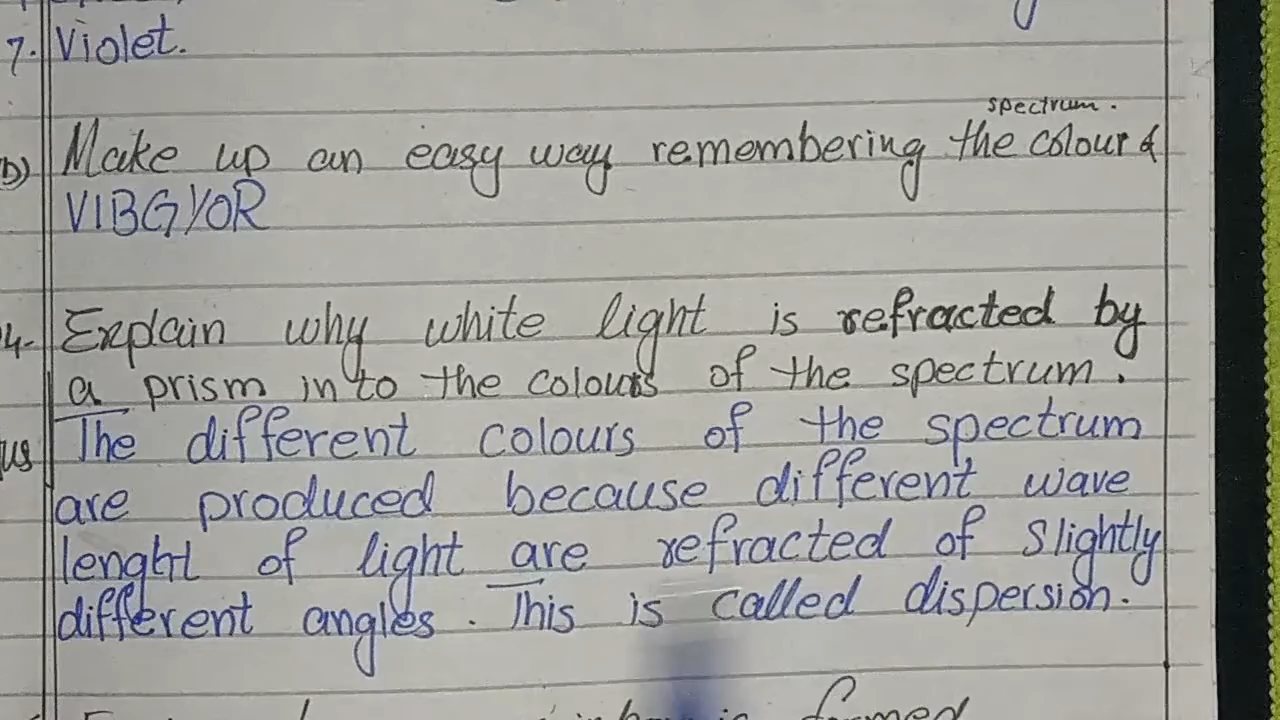 7. Violet.
spectrum.
b) Make up an easy way remembering the colour of
VIBGYOR
4. Explain why white light is refracted by
a prism in to the colours of the spectrum.
The different colours of the spectrum
are produced because different wave
lenght of light are refracted of slightly
different angles. This is called dispersion.
is formed